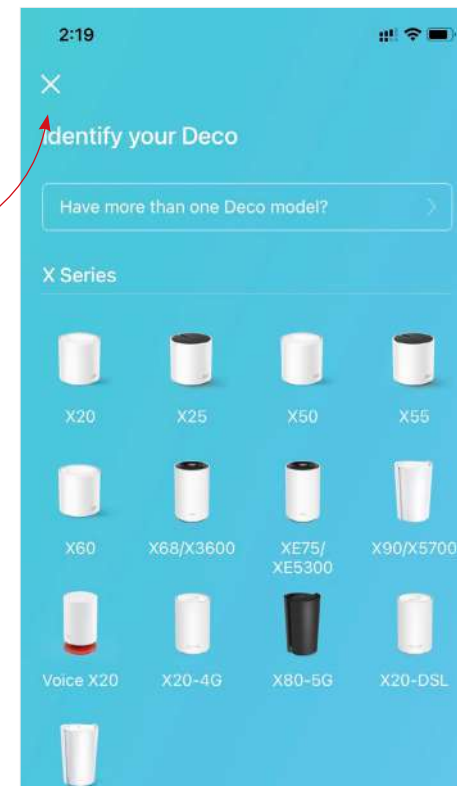 2:19
Identify your Deco
Have more than one Deco model?
X Series
X20 X25 X50 X55
X60 X68/X3600 XE75/ X90/X5700
XE5300
Voice X20 X20-4G X80-5G X20-DSL